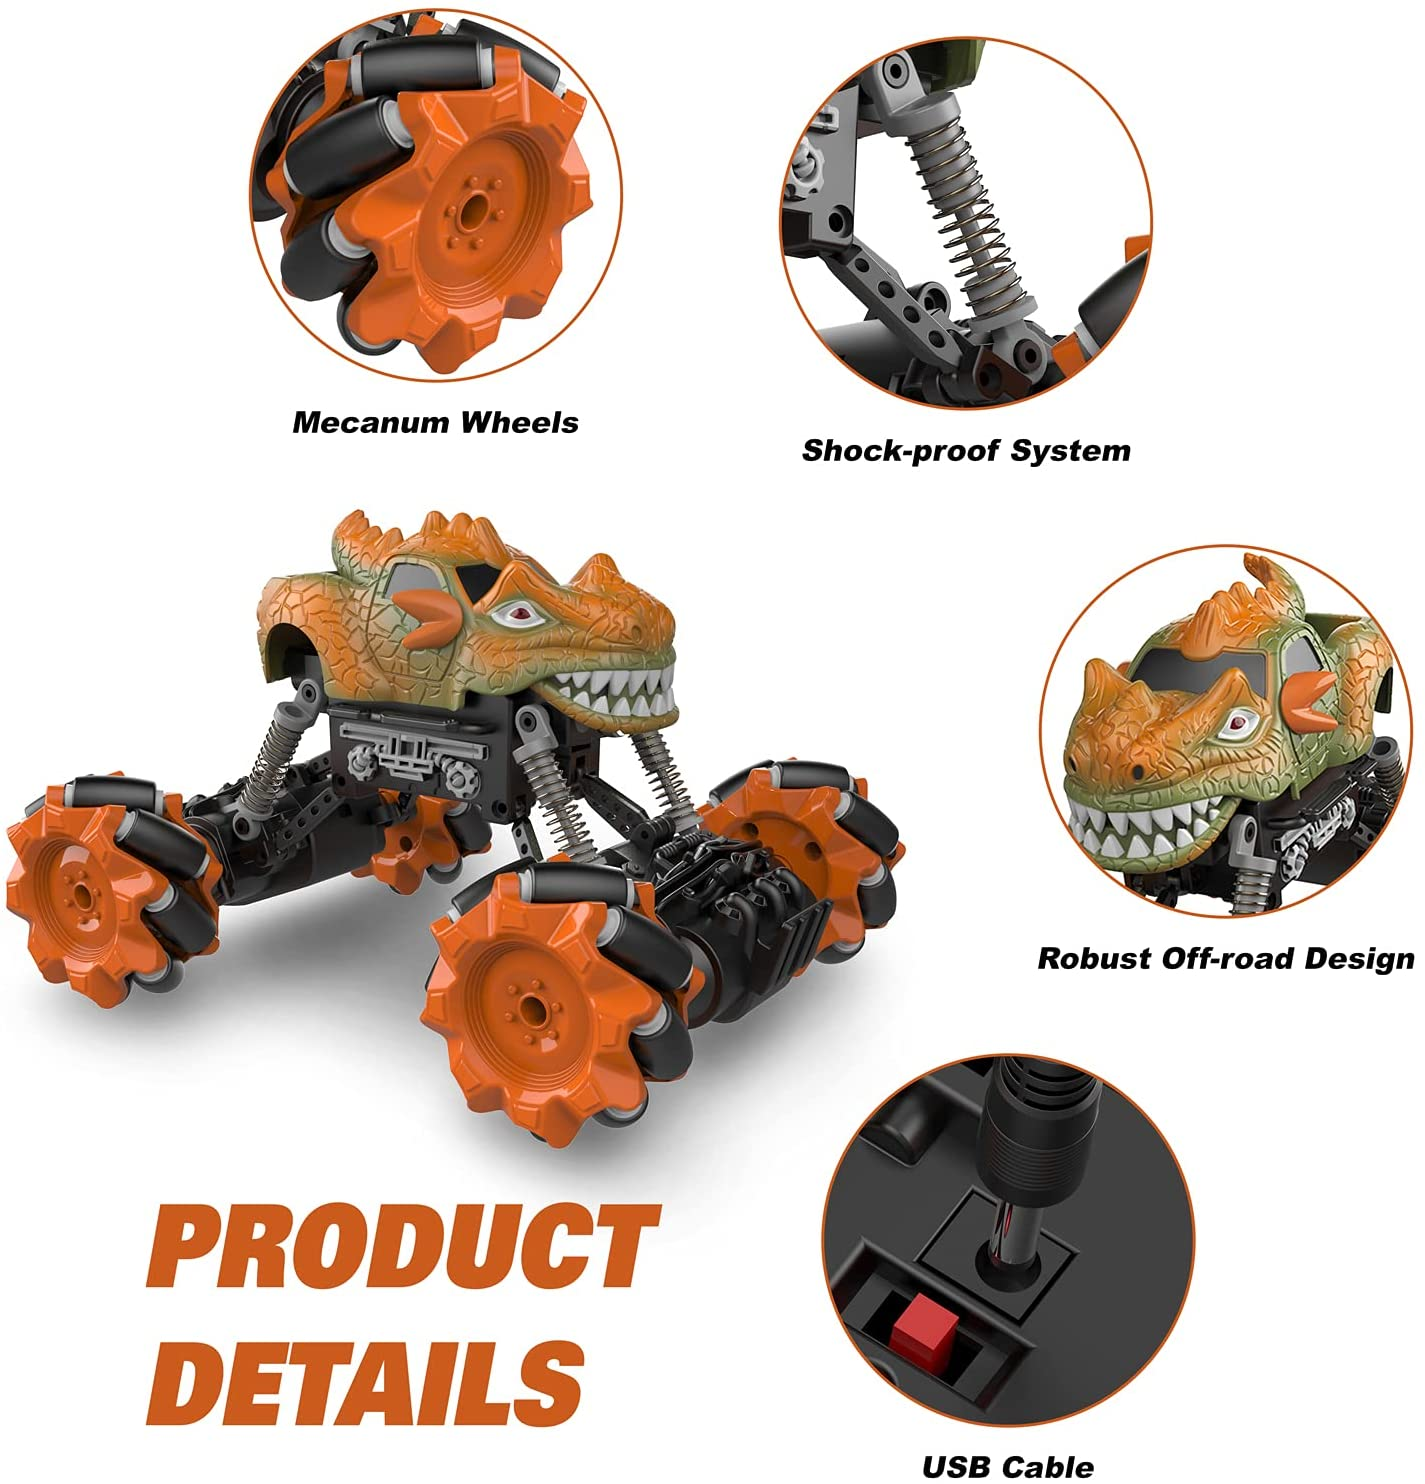 Mecanum Wheels
Shock-proof System
Robust Off-road Design
PRODUCT
DETAILS
USB Cable